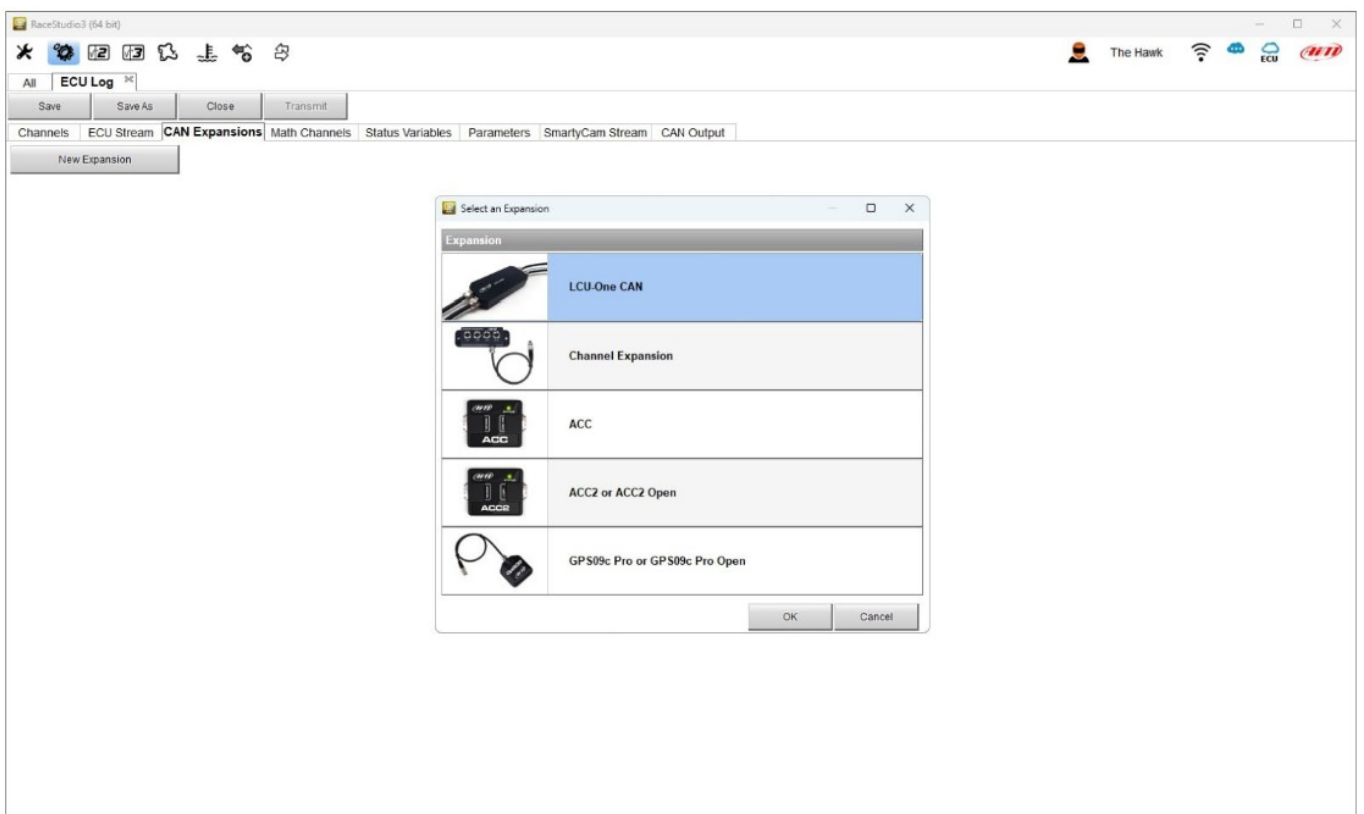 RaceStudio3 (64 bit)
The Hawk
ECU
AiM
All ECU Log
Save Save As Close Transmit
Channels ECU Stream CAN Expansions Math Channels Status Variables Parameters SmartyCam Stream CAN Output
New Expansion
Select an Expansion
Expansion
LCU-One CAN
Channel Expansion
ACC
ACC
ACC2
ACC2 or ACC2 Open
GPS09c Pro or GPS09c Pro Open
OK Cancel